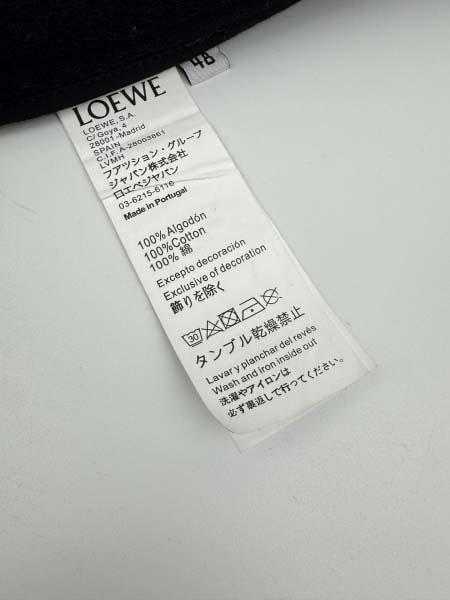 48
LOEWE
LOEWE, S.A.
C/ Goya, 4
28001 -Madrid
SPAIN
C.I.F.A-28003861
LVMH
ファッション・グループ
ジャパン株式会社
ロエベジャパン
03-6215-6116
Made in Portugal
100% Algodón
100%Cotton
100% 綿
Excepto decoración
Exclusive of decoration
飾りを除く
30
タンブル乾燥禁止
Lavar y planchar del revés
Wash and iron inside out
洗濯やアイロンは
必ず裏返しで行ってください。